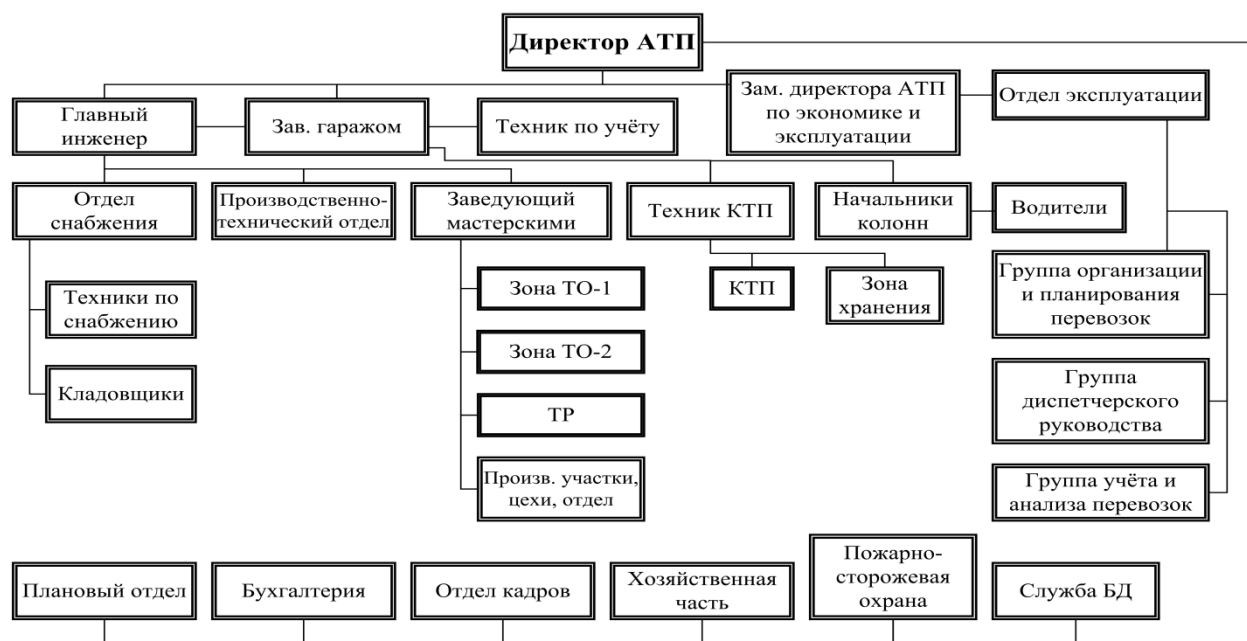 Директор АТП
Главный
инженер
Зав. гаражом
Техник по учёту
Зам. директора АТП
по экономике и
эксплуатации
Отдел эксплуатации
Отдел
снабжения
Производственно-
технический отдел
Заведующий
мастерскими
Техник КТП
Начальники
колонн
Водители
Техники по
снабжению
Кладовщики
Зона ТО-1
Зона ТО-2
ТР
Произв. участки,
цехи, отдел
КТП
Зона
хранения
Группа организации
и планирования
перевозок
Группа
диспетчерского
руководства
Группа учёта и
анализа перевозок
Плановый отдел
Бухгалтерия
Отдел кадров
Хозяйственная
часть
Пожарно-
сторожевая
охрана
Служба БД